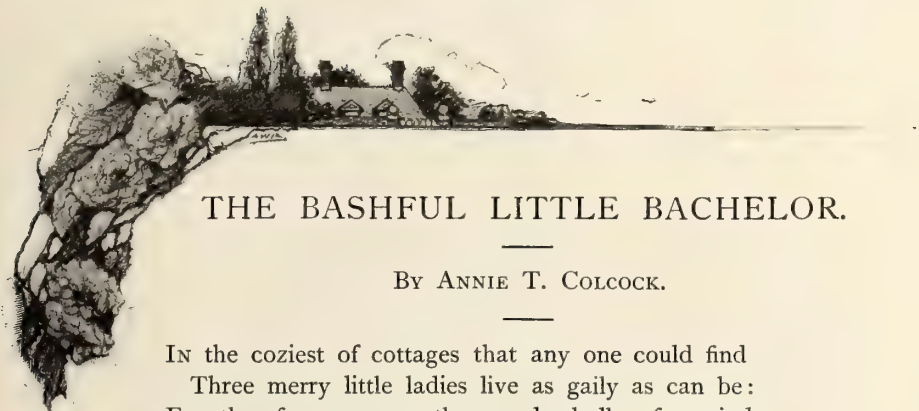 THE BASHFUL LITTLE BACHELOR.
BY ANNIE T. COLCOCK.
IN the coziest of cottages that any one could find
Three merry little ladies live as gaily as can be: